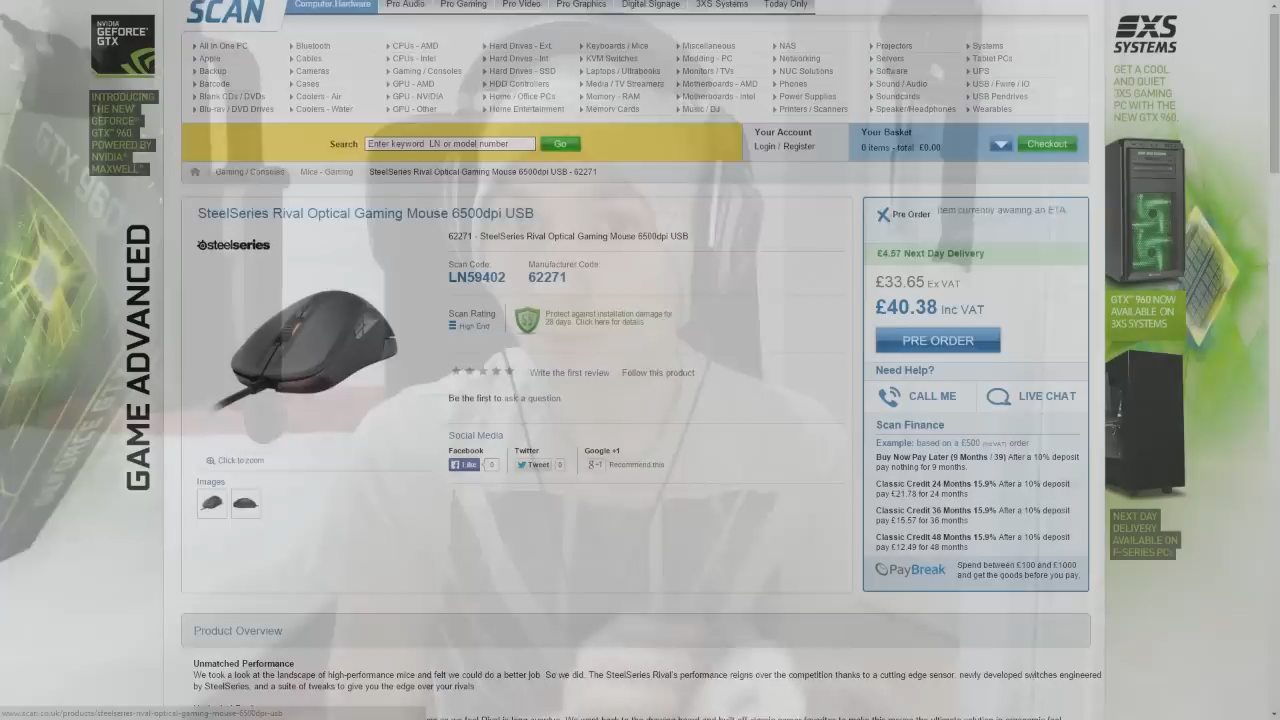 SCAN
Computer Hardware Pro Audio Pro Gaming Pro Video Pro Graphics Digital Signage 3XS Systems Today Only
NVIDIA
GEFORCE
GTX
INTRODUCING
THE NEW
GEFORCE
GTX 960
POWERED BY
NVIDIA
MAXWELL
GAME ADVANCED
3XS
SYSTEMS
GET A COOL
AND QUIET
3XS GAMING
PC WITH THE
NEW GTX 960.
All In One PC Bluetooth CPUs - AMD Hard Drives - Ext. Keyboards / Mice Miscellaneous NAS Projectors Systems
Apple Cables CPUs - Intel Hard Drives - Int KVM Switches Modding - PC Networking Servers Tablet PCs
Backup Cameras Gaming / Consoles Hard Drives - SSD Laptops / Ultrabooks Monitors / TVs NUC Solutions Software UPS
Barcode Cases GPU - AMD HDD Controllers Media / TV Streamers Motherboards - AMD Phones Sound / Audio USB / Fwire / IO
Blank CDs / DVDs Coolers - Air GPU - NVIDIA Home / Office PCs Memory - RAM Motherboards - Intel Power Supplies Soundcards USB Pendrives
Blu-ray / DVD Drives Coolers - Water GPU - Other Home Entertainment Memory Cards Music / DJ Printers / Scanners Speaker/Headphones Wearables
Search Enter keyword LN or model number Go
Your Account
Login / Register
Your Basket
0 items - total £0.00
Checkout
Gaming / Consoles Mice - Gaming SteelSeries Rival Optical Gaming Mouse 6500dpi USB - 62271
SteelSeries Rival Optical Gaming Mouse 6500dpi USB
steelseries
62271 - SteelSeries Rival Optical Gaming Mouse 6500dpi USB
Scan Code: Manufacturer Code:
LN59402 62271
Scan Rating
High End
Protect against installation damage for
28 days. Click here for details.
Write the first review Follow this product
Be the first to ask a question
Social Media
Facebook Twitter Google +1
Like 0 Tweet 0 +1 Recommend this
Click to zoom
Images
Pre Order Item currently awaiting an ETA.
£4.57 Next Day Delivery
£33.65 Ex VAT
£40.38 Inc VAT
PRE ORDER
Need Help?
CALL ME LIVE CHAT
Scan Finance
Example: based on a £500 (inc VAT) order
Buy Now Pay Later (9 Months / 39) After a 10% deposit
pay nothing for 9 months.
Classic Credit 24 Months 15.9% After a 10% deposit
pay £21.78 for 24 months
Classic Credit 36 Months 15.9% After a 10% deposit
pay £15.57 for 36 months
Classic Credit 48 Months 15.9% After a 10% deposit
pay £12.49 for 48 months
PayBreak Spend between £100 and £1000
and get the goods before you pay.
GTX 960 NOW
AVAILABLE ON
3XS SYSTEMS
NEXT DAY
DELIVERY
AVAILABLE ON
F-SERIES PCs
Product Overview
Unmatched Performance
We took a look at the landscape of high-performance mice and felt we could do a better job. So we did. The SteelSeries Rival's performance reigns over the competition thanks to a cutting edge sensor, newly developed switches engineered
by SteelSeries, and a suite of tweaks to give you the edge over your rivals
www.scan.co.uk/products/steelseries-rival-optical-gaming-mouse-6500dpi-usb